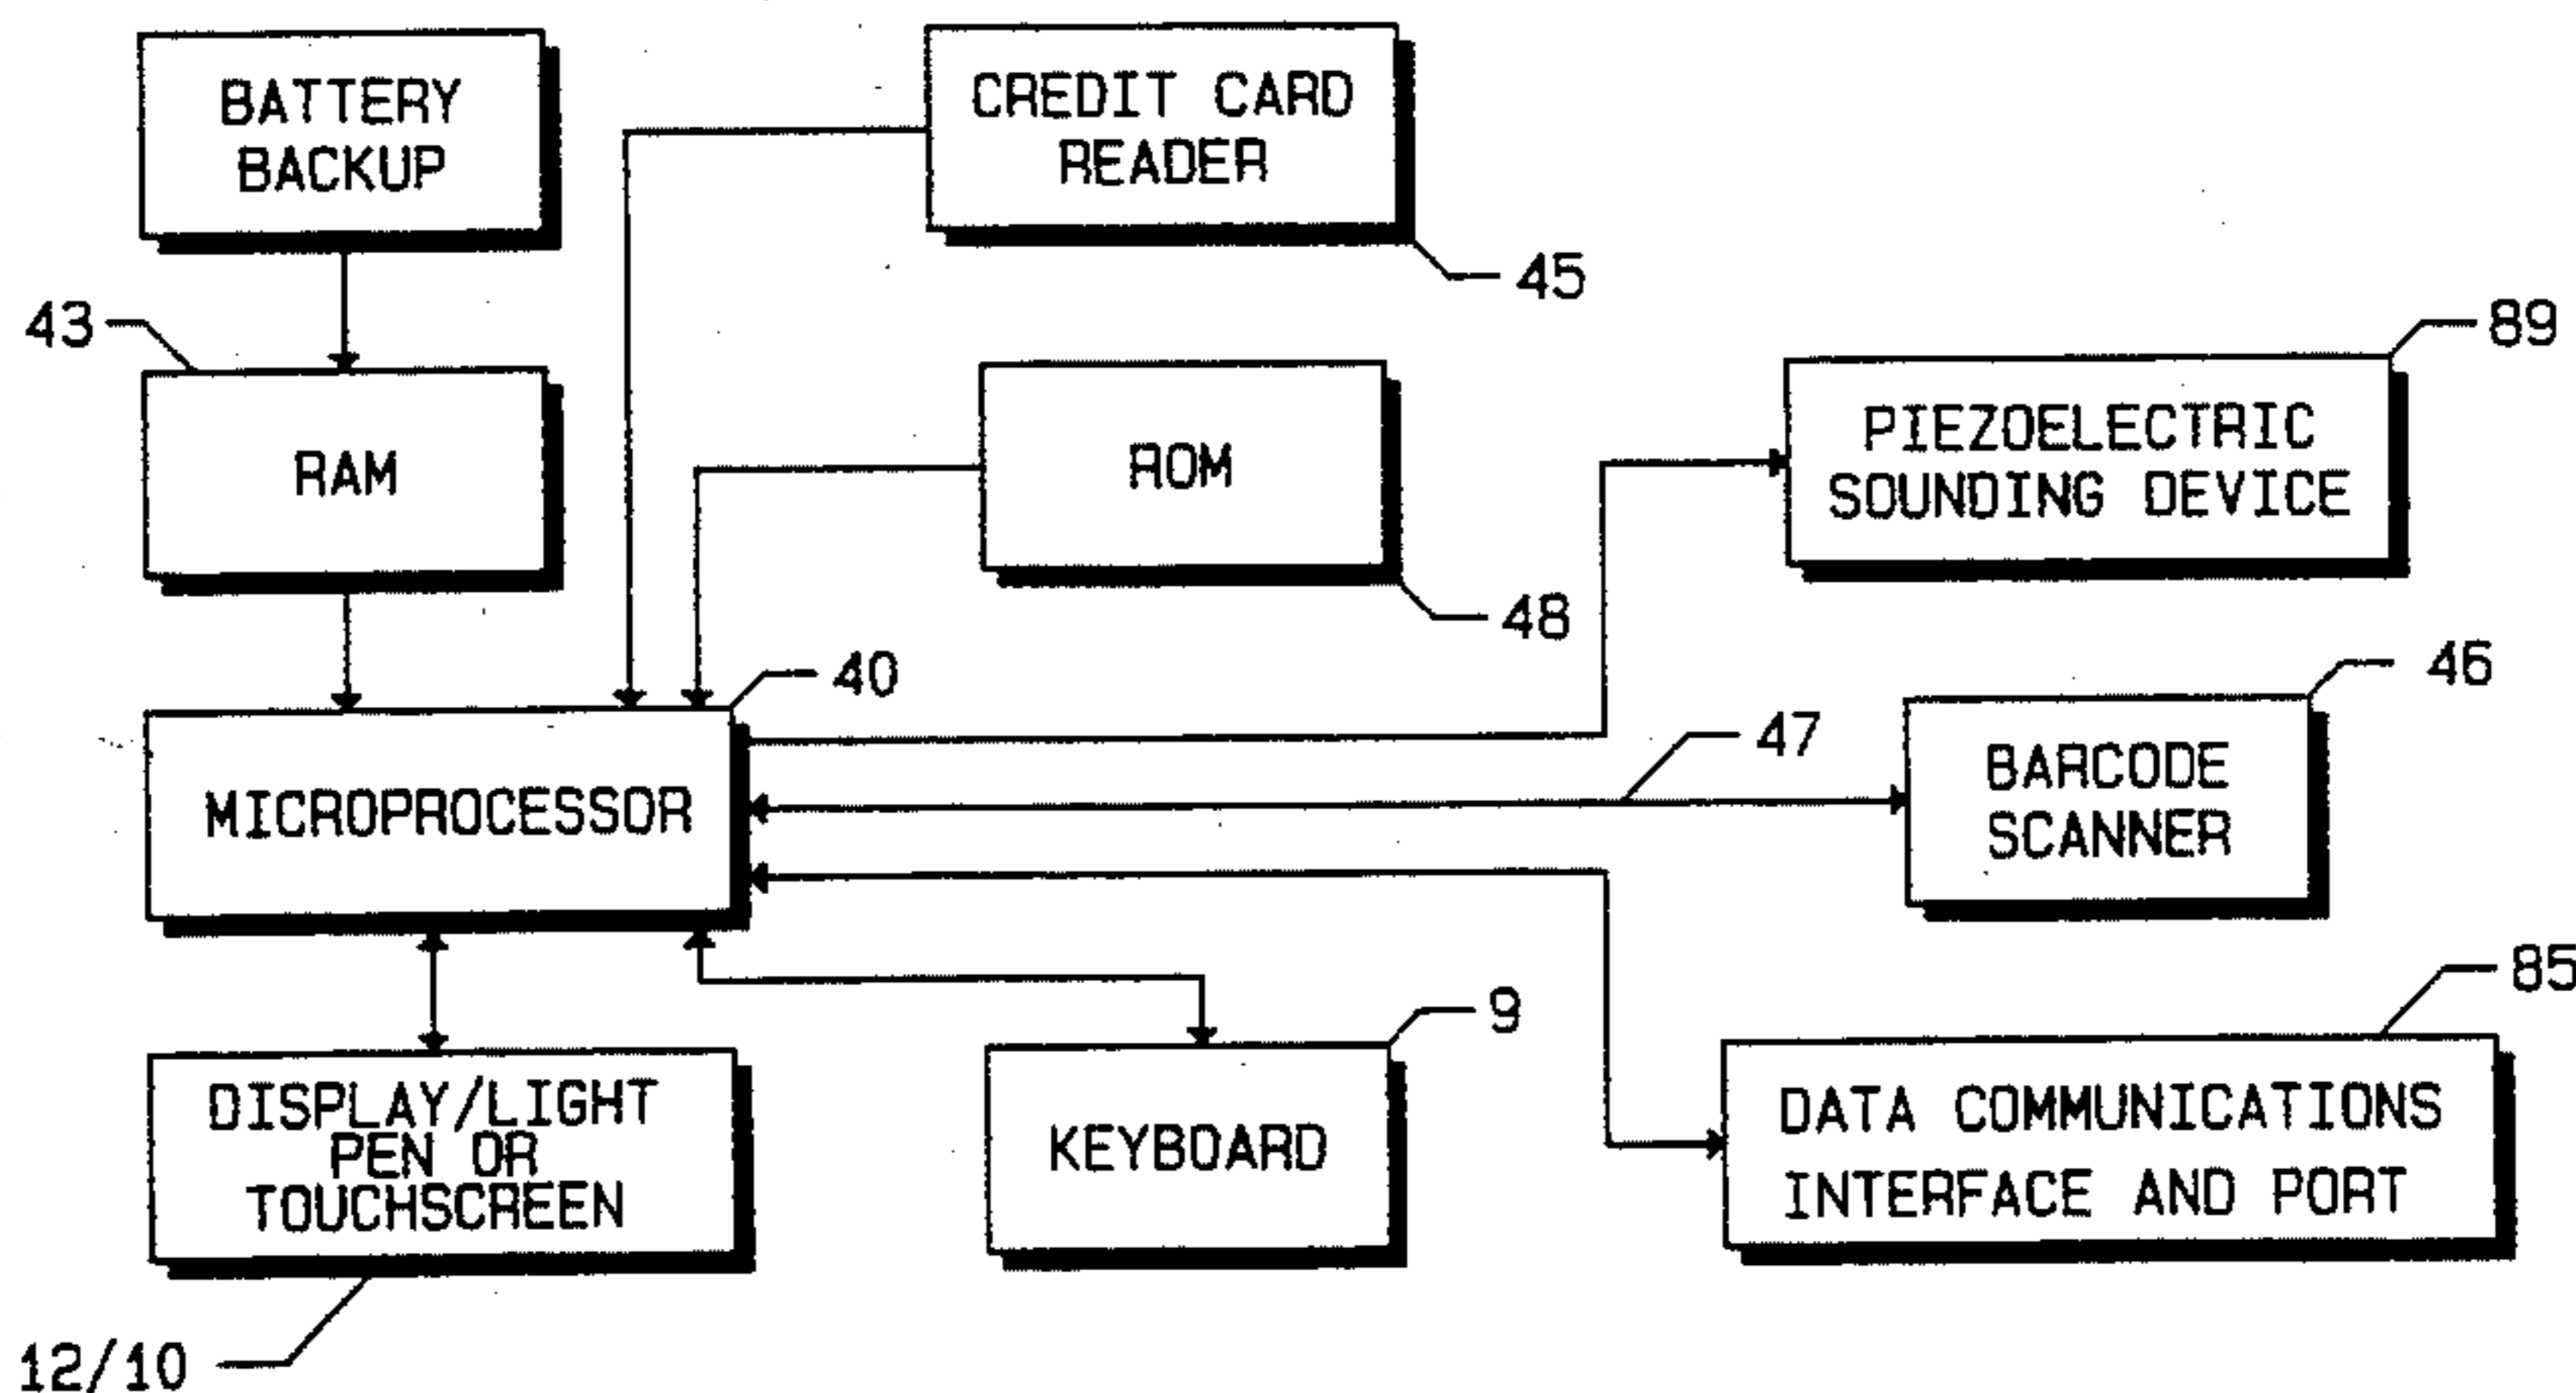 BATTERY
BACKUP
CREDIT CARD
READER
45
43
89
RAM
ROM
PIEZOELECTRIC
SOUNDING DEVICE
48
40
46
47
MICROPROCESSOR
BARCODE
SCANNER
85
9
DISPLAY/LIGHT
PEN OR
TOUCHSCREEN
KEYBOARD
DATA COMMUNICATIONS
INTERFACE AND PORT
12/10